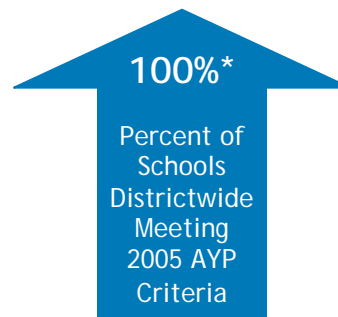 100%*
Percent of
Schools
Districtwide
Meeting
2005 AYP
Criteria